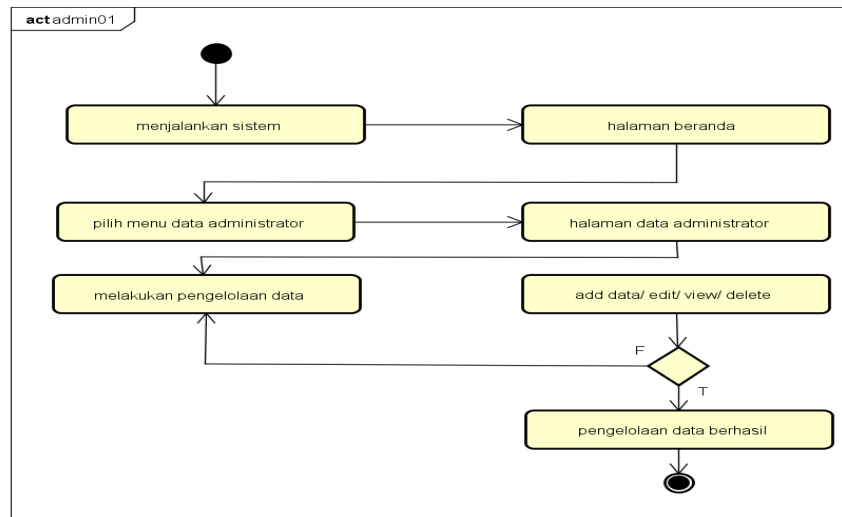 act admin01
menjalankan sistem
halaman beranda
pilih menu data administrator
halaman data administrator
melakukan pengelolaan data
add data/ edit/ view/ delete
F
T
pengelolaan data berhasil